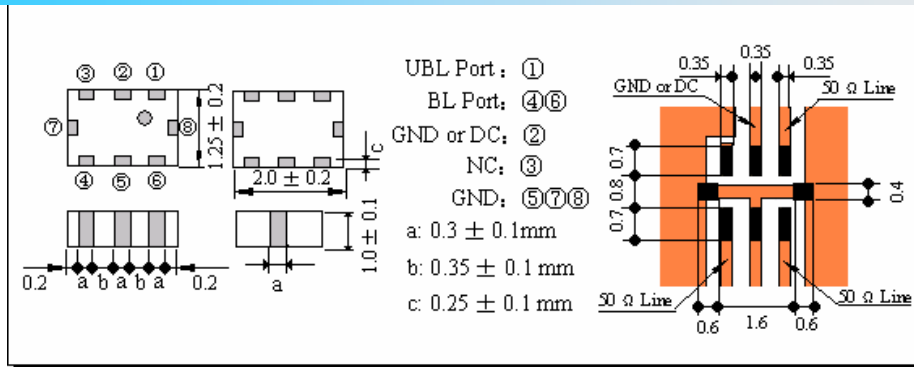 ③ ② ①
⑦ ⑧
④ ⑤ ⑥
1.25 ± 0.2
c
2.0 ± 0.2
1.0 ± 0.1
0.2 a b a b a 0.2
a
UBL Port: ①
BL Port: ④⑥
GND or DC: ②
NC: ③
GND: ⑤⑦⑧
a: 0.3 ± 0.1mm
b: 0.35 ± 0.1 mm
c: 0.25 ± 0.1 mm
0.35
0.35 0.35
GND or DC 50 Ω Line
0.7
0.8
0.7
0.4
50 Ω Line 50 Ω Line
0.6 1.6 0.6